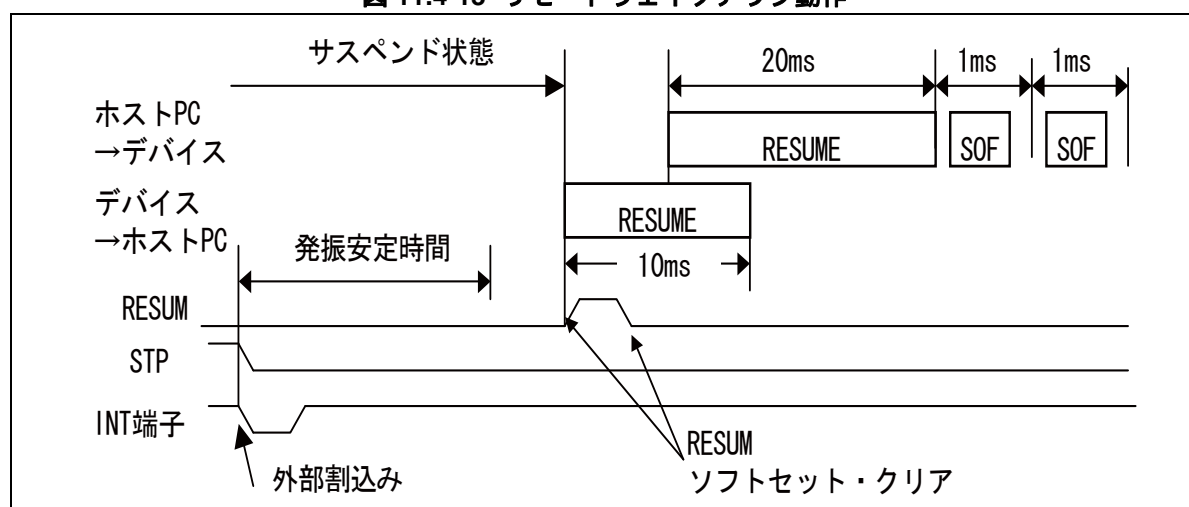 サスペンド状態
20ms
1ms
1ms
ホストPC
→デバイス
RESUME
SOF
SOF
デバイス
→ホストPC
RESUME
発振安定時間
10ms
RESUM
STP
INT端子
RESUM
外部割込み
ソフトセット・クリア